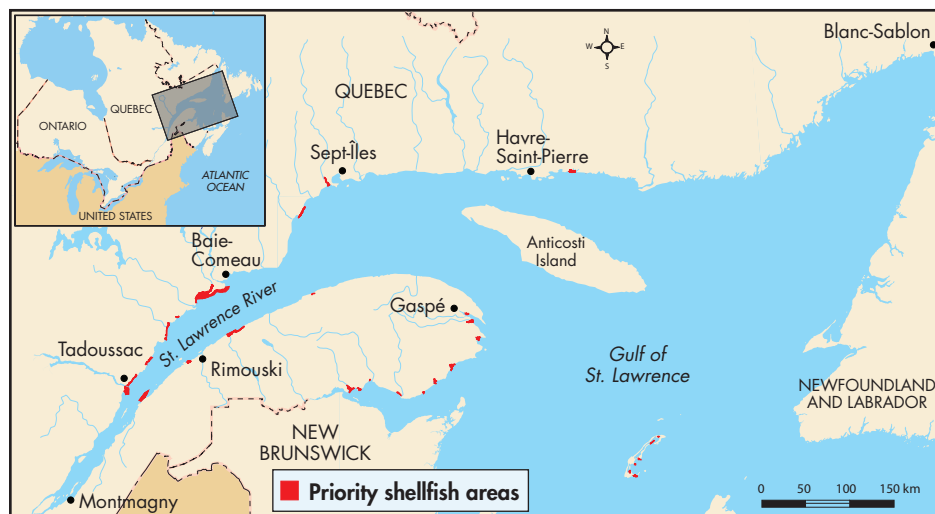 QUEBEC
ONTARIO
ATLANTIC
OCEAN
UNITED STATES
N
W
E
S
Blanc-Sablon
QUEBEC
Sept-Îles
Havre-
Saint-Pierre
Baie-
Comeau
Anticosti
Island
St. Lawrence River
Gaspé
Tadoussac
Rimouski
Gulf of
St. Lawrence
NEWFOUNDLAND
AND LABRADOR
NEW
BRUNSWICK
Montmagny
Priority shellfish areas
0 50 100 150 km